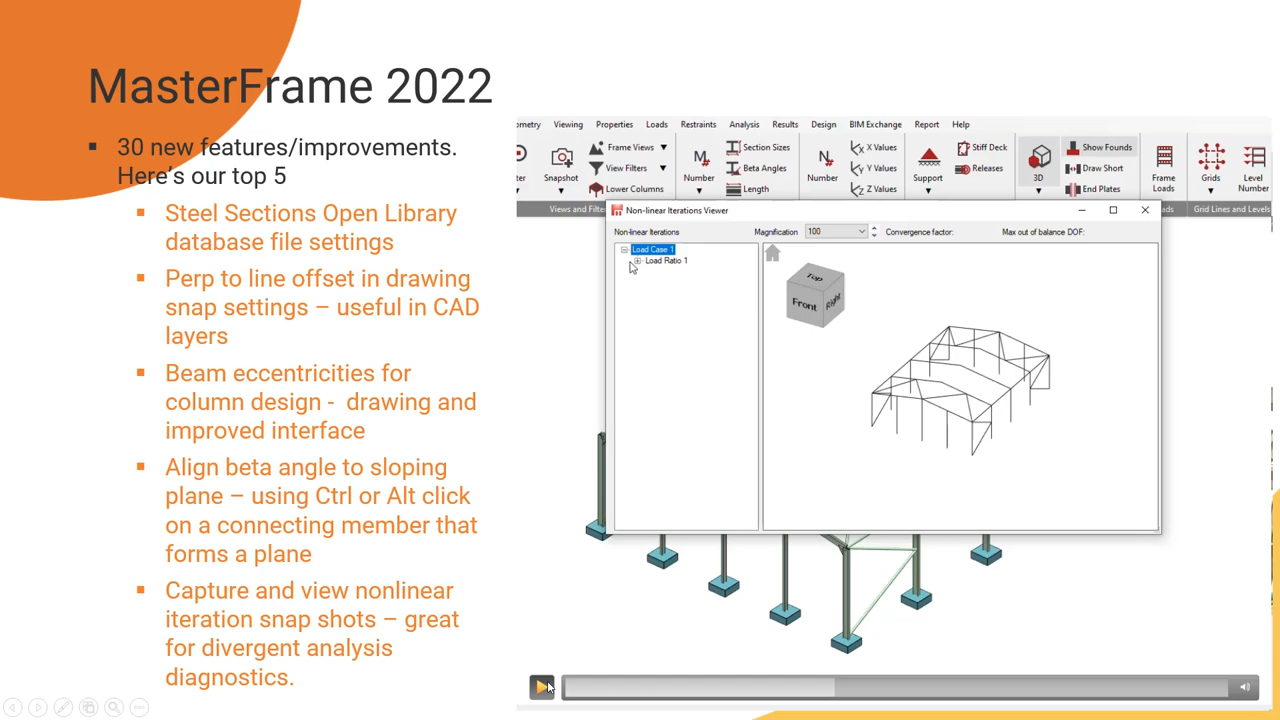 MasterFrame 2022
30 new features/improvements.
Here's our top 5
Steel Sections Open Library
database file settings
Perp to line offset in drawing
snap settings – useful in CAD
layers
Beam eccentricities for
column design - drawing and
improved interface
Align beta angle to sloping
plane – using Ctrl or Alt click
on a connecting member that
forms a plane
Capture and view nonlinear
iteration snap shots – great
for divergent analysis
diagnostics.
ometry Viewing Properties Loads Restraints Analysis Results Design BIM Exchange Report Help
Frame Views
View Filters
Lower Columns
Snapshot
Views and Filte
M
Number
Section Sizes
Beta Angles
Length
N
Number
X Values
Y Values
Z Values
Support
Stiff Deck
Releases
3D
Show Founds
Draw Short
End Plates
Frame
Loads
Grids
Level
Number
Grid Lines and Levels
Non-linear Iterations Viewer
Non-linear Iterations Magnification 100 Convergence factor: Max out of balance DOF:
Load Case 1
Load Ratio 1
Top
Front
Right